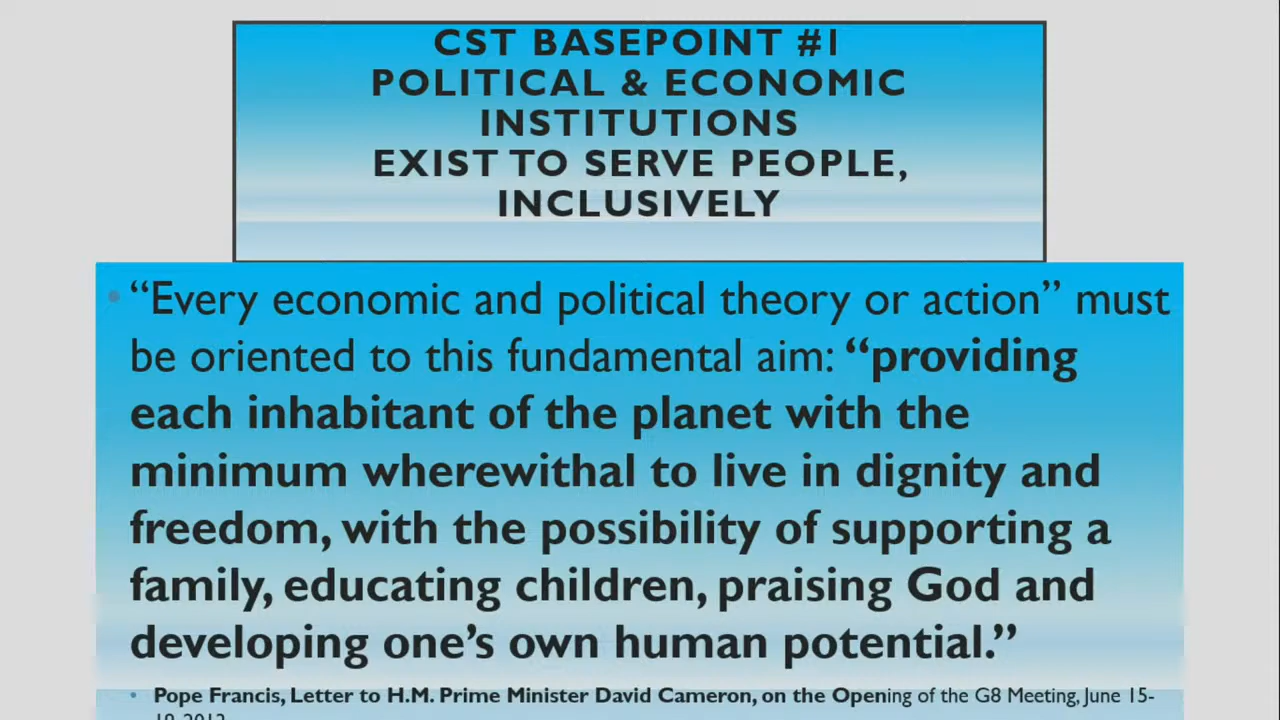 CST BASEPOINT #1
POLITICAL & ECONOMIC
INSTITUTIONS
EXIST TO SERVE PEOPLE,
INCLUSIVELY
• “Every economic and political theory or action” must
be oriented to this fundamental aim: “providing
each inhabitant of the planet with the
minimum wherewithal to live in dignity and
freedom, with the possibility of supporting a
family, educating children, praising God and
developing one’s own human potential.”
• Pope Francis, Letter to H.M. Prime Minister David Cameron, on the Opening of the G8 Meeting, June 15-